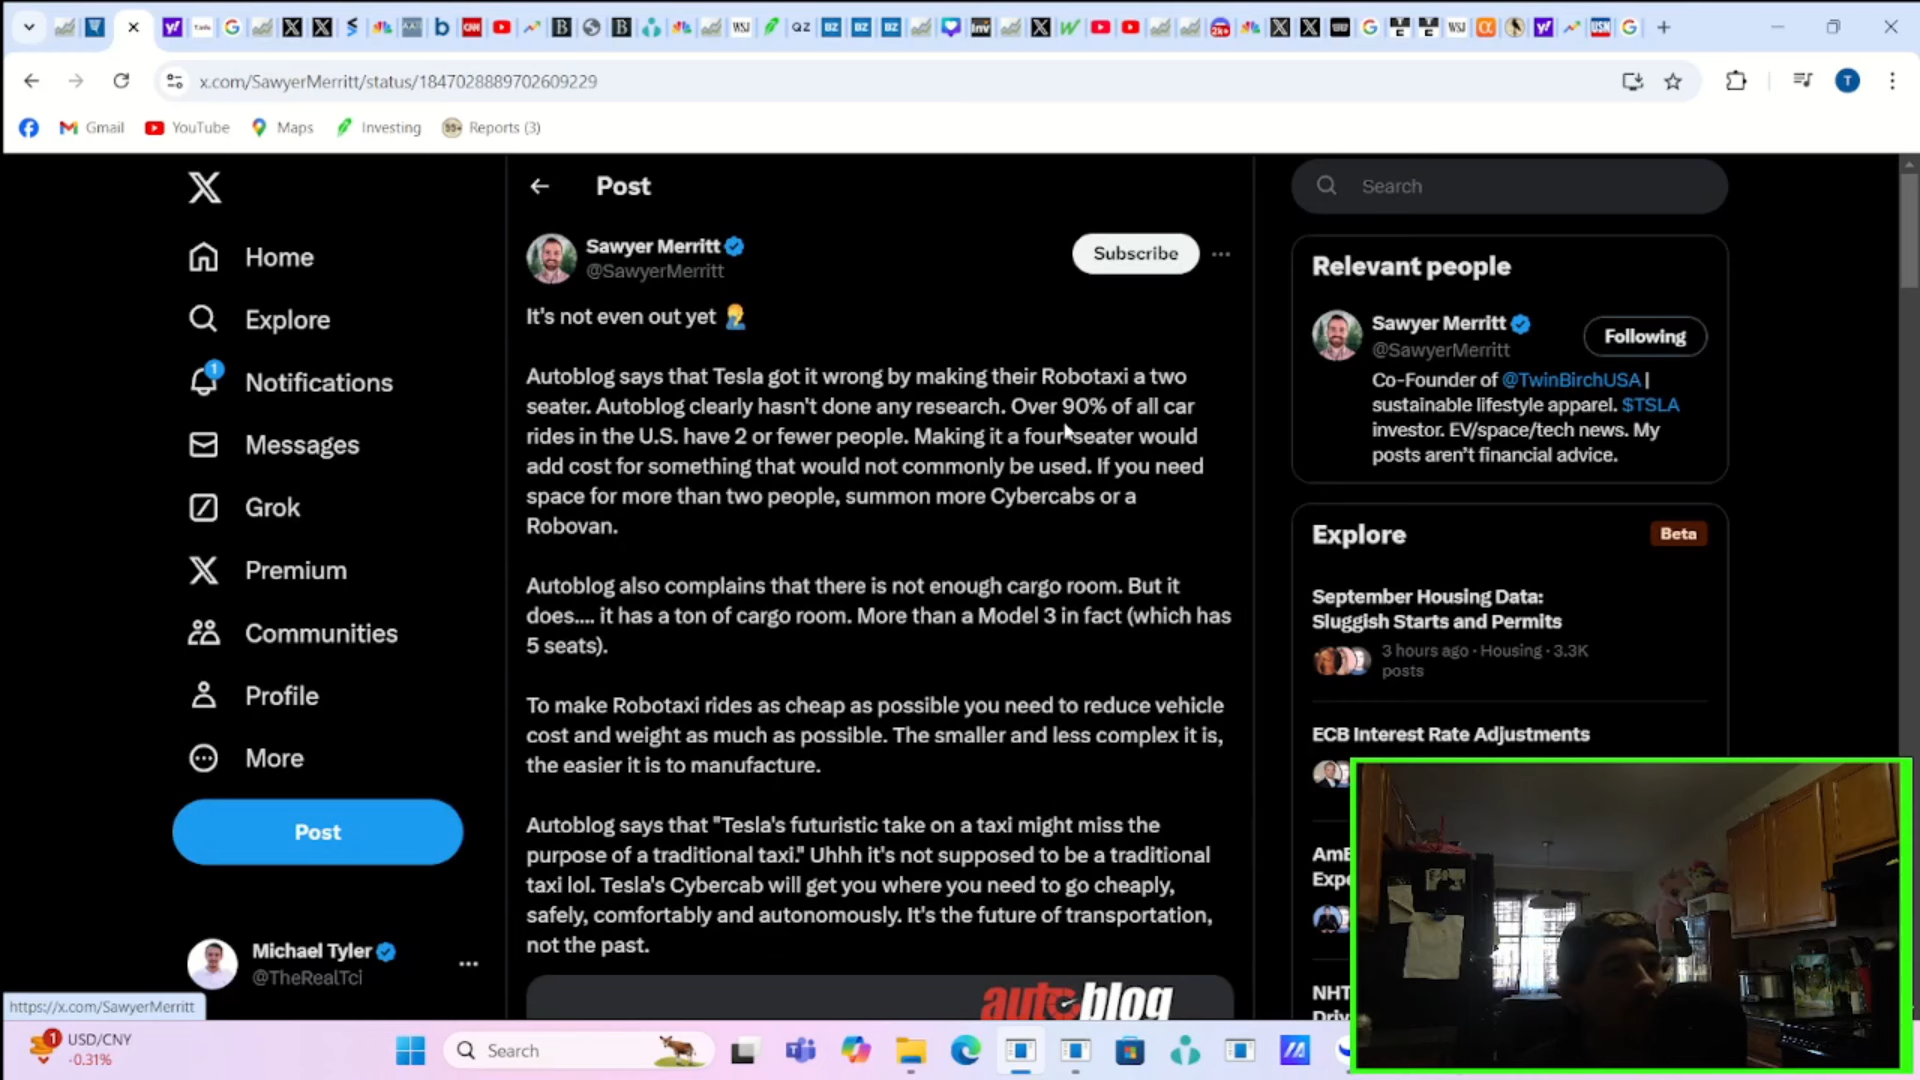 x.com/SawyerMerritt/status/1847028889702609229
Gmail
YouTube
Maps
Investing
99+
Reports (3)
Home
Explore
1
Notifications
Messages
Grok
Premium
Communities
Profile
More
Post
Michael Tyler
@TheRealTci
https://x.com/SawyerMerritt
Post
Sawyer Merritt
@SawyerMerritt
Subscribe
It's not even out yet
Autoblog says that Tesla got it wrong by making their Robotaxi a two
seater. Autoblog clearly hasn't done any research. Over 90% of all car
rides in the U.S. have 2 or fewer people. Making it a four-seater would
add cost for something that would not commonly be used. If you need
space for more than two people, summon more Cybercabs or a
Robovan.
Autoblog also complains that there is not enough cargo room. But it
does.... it has a ton of cargo room. More than a Model 3 in fact (which has
5 seats).
To make Robotaxi rides as cheap as possible you need to reduce vehicle
cost and weight as much as possible. The smaller and less complex it is,
the easier it is to manufacture.
Autoblog says that "Tesla's futuristic take on a taxi might miss the
purpose of a traditional taxi." Uhhh it's not supposed to be a traditional
taxi lol. Tesla's Cybercab will get you where you need to go cheaply,
safely, comfortably and autonomously. It's the future of transportation,
not the past.
autoblog
Search
Relevant people
Sawyer Merritt
@SawyerMerritt
Following
Co-Founder of @TwinBirchUSA |
sustainable lifestyle apparel. $TSLA
investor. EV/space/tech news. My
posts aren't financial advice.
Explore
Beta
September Housing Data:
Sluggish Starts and Permits
3 hours ago · Housing · 3.3K
posts
ECB Interest Rate Adjustments
AmE
Expe
NHT
Driv
1
USD/CNY
-0.31%
Search